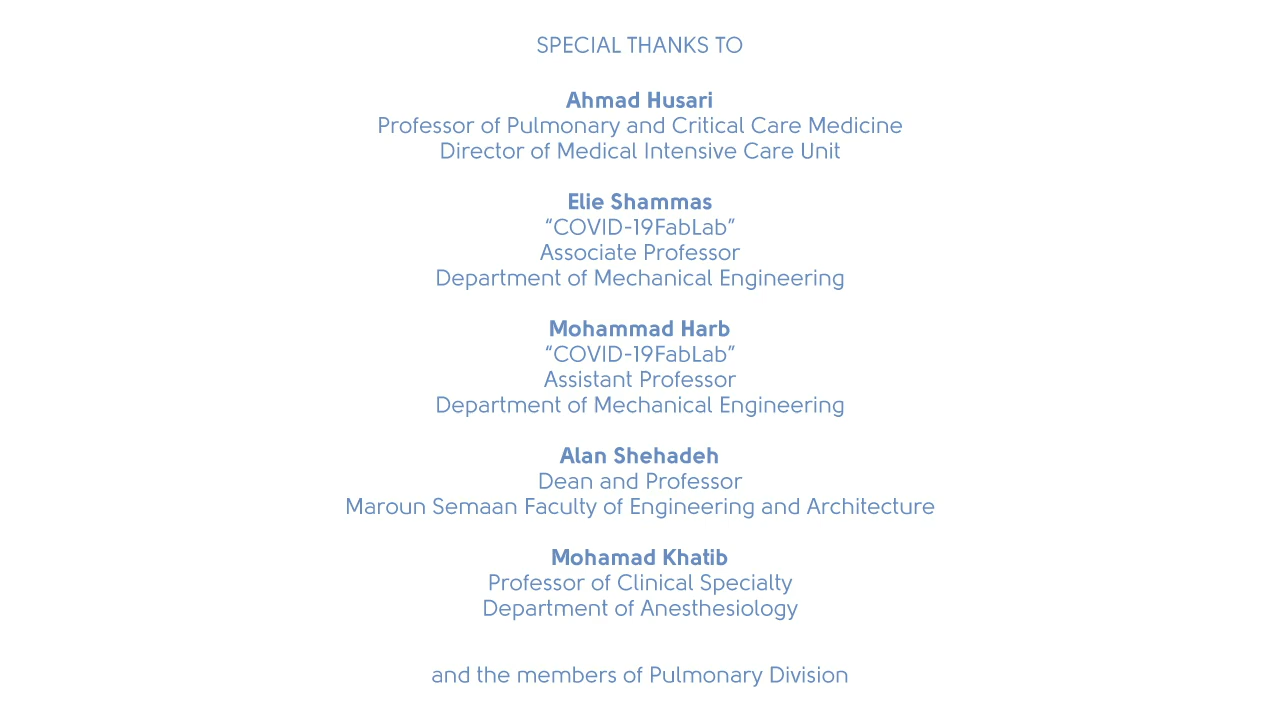 SPECIAL THANKS TO
Ahmad Husari
Professor of Pulmonary and Critical Care Medicine
Director of Medical Intensive Care Unit
Elie Shammas
“COVID-19FabLab”
Associate Professor
Department of Mechanical Engineering
Mohammad Harb
“COVID-19FabLab”
Assistant Professor
Department of Mechanical Engineering
Alan Shehadeh
Dean and Professor
Maroun Semaan Faculty of Engineering and Architecture
Mohamad Khatib
Professor of Clinical Specialty
Department of Anesthesiology
and the members of Pulmonary Division